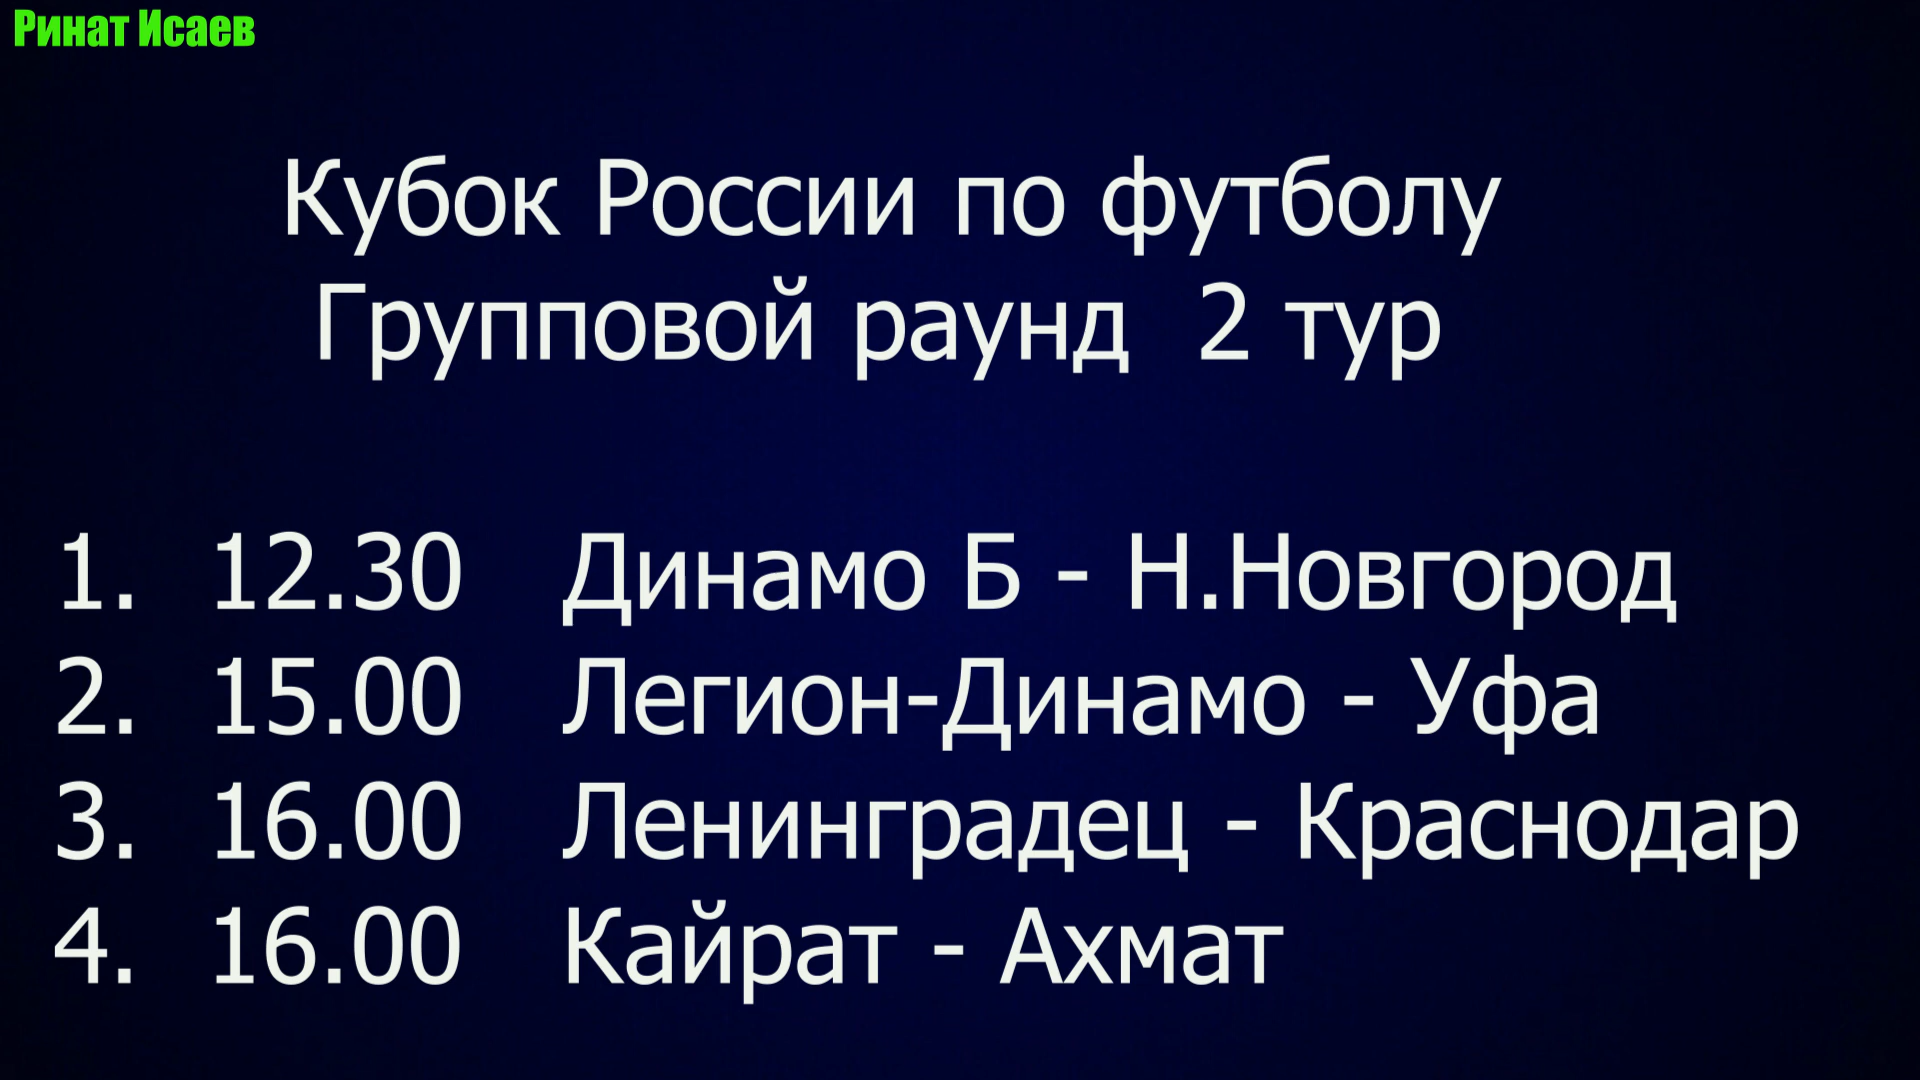 Ринат Исаев
Кубок России по футболу
Групповой раунд 2 тур
1. 12.30 Динамо Б - Н.Новгород
2. 15.00 Легион-Динамо - Уфа
3. 16.00 Ленинградец - Краснодар
4. 16.00 Кайрат - Ахмат